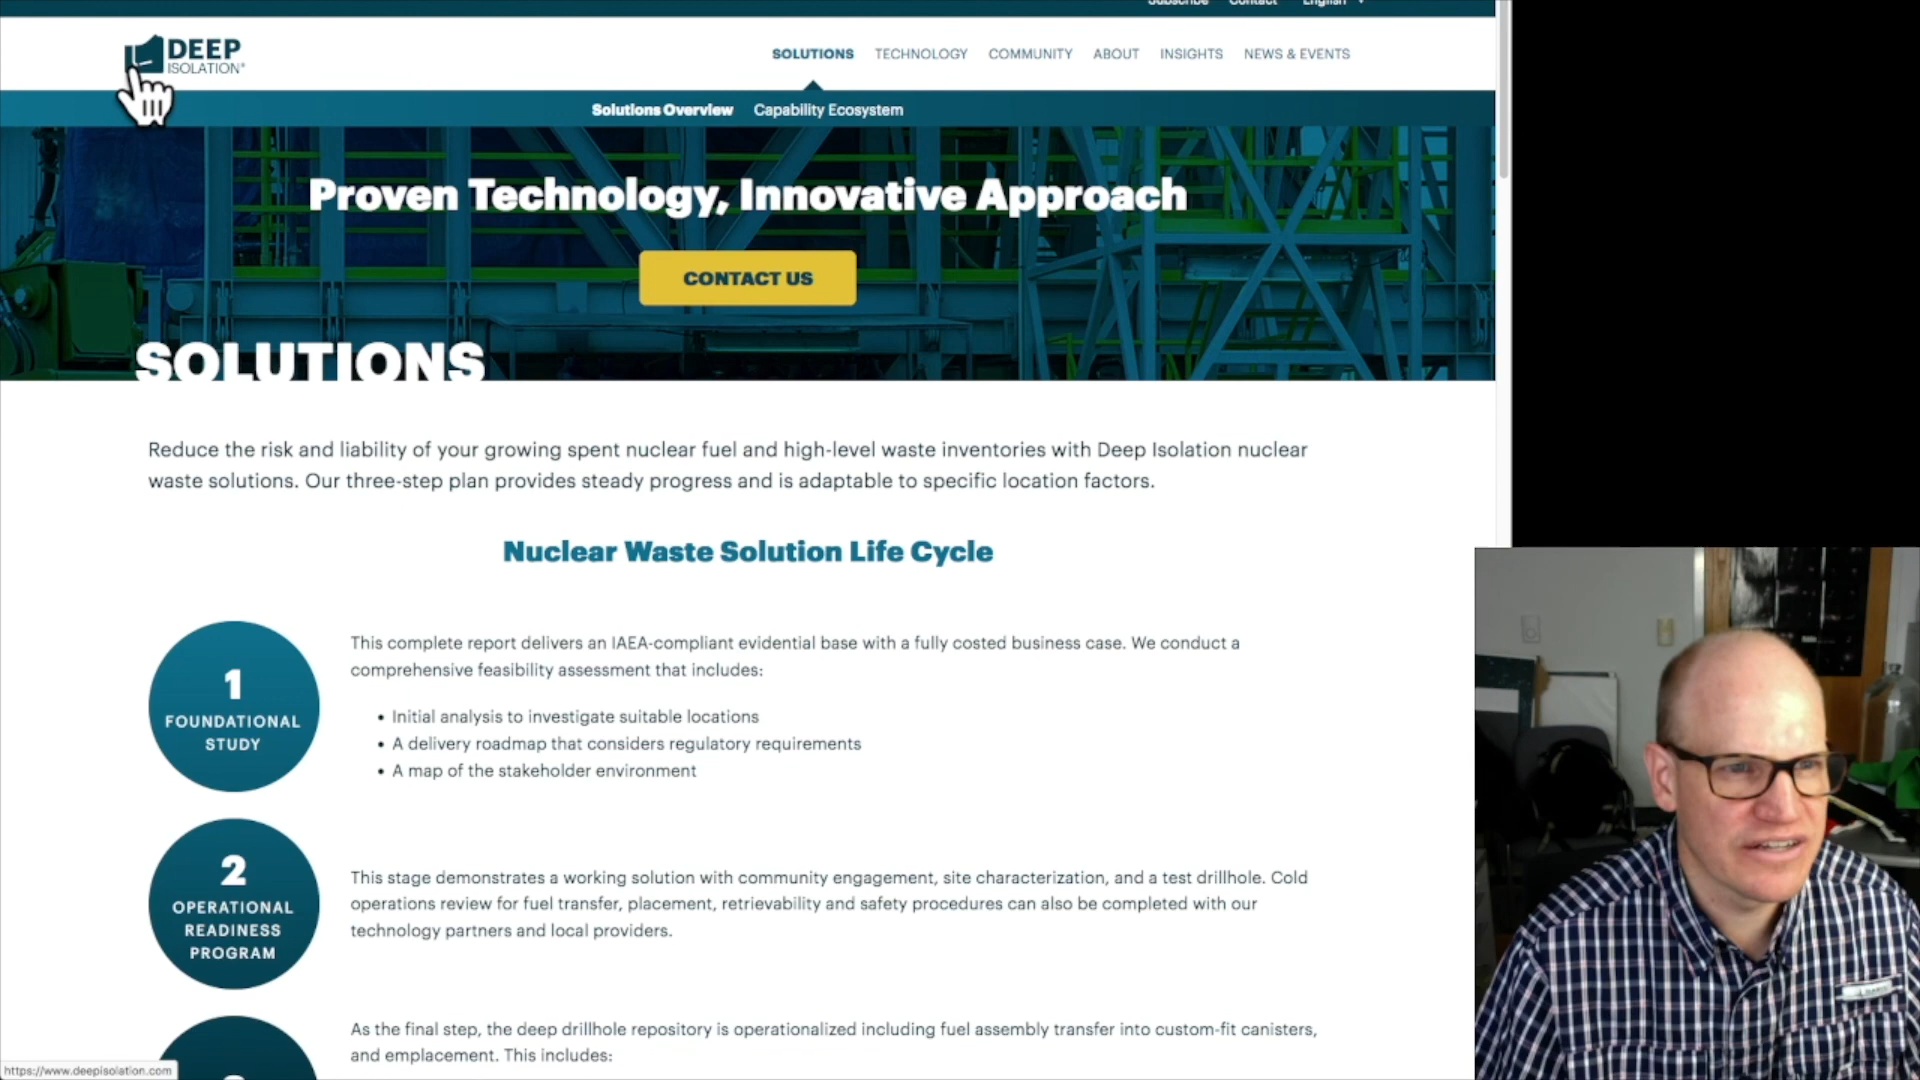 Subscribe Contact English
DEEP
ISOLATION®
SOLUTIONS TECHNOLOGY COMMUNITY ABOUT INSIGHTS NEWS & EVENTS
Solutions Overview Capability Ecosystem
Proven Technology, Innovative Approach
CONTACT US
SOLUTIONS
Reduce the risk and liability of your growing spent nuclear fuel and high-level waste inventories with Deep Isolation nuclear
waste solutions. Our three-step plan provides steady progress and is adaptable to specific location factors.
Nuclear Waste Solution Life Cycle
1
FOUNDATIONAL
STUDY
This complete report delivers an IAEA-compliant evidential base with a fully costed business case. We conduct a
comprehensive feasibility assessment that includes:
• Initial analysis to investigate suitable locations
• A delivery roadmap that considers regulatory requirements
• A map of the stakeholder environment
2
OPERATIONAL
READINESS
PROGRAM
This stage demonstrates a working solution with community engagement, site characterization, and a test drillhole. Cold
operations review for fuel transfer, placement, retrievability and safety procedures can also be completed with our
technology partners and local providers.
As the final step, the deep drillhole repository is operationalized including fuel assembly transfer into custom-fit canisters,
and emplacement. This includes:
https://www.deepisolation.com